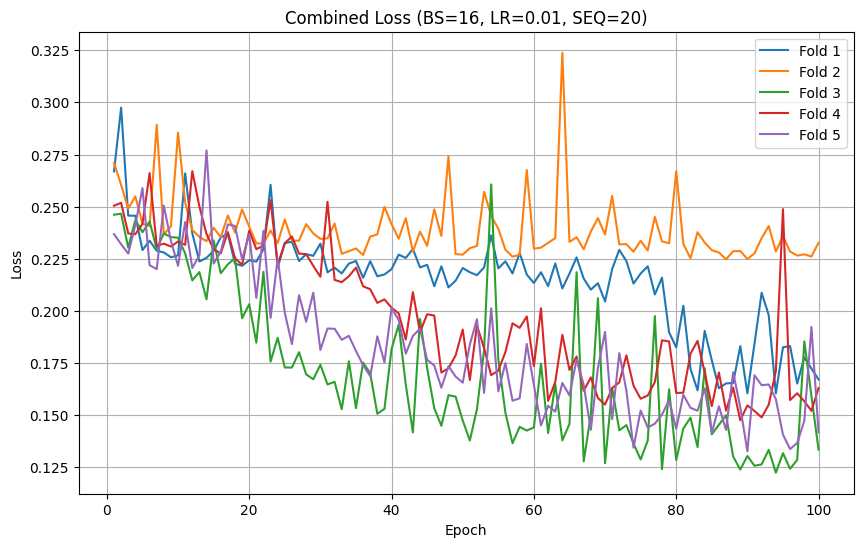 Combined Loss (BS=16, LR=0.01, SEQ=20)
Fold 1
Fold 2
Fold 3
Fold 4
Fold 5
Loss
0.325
0.300
0.275
0.250
0.225
0.200
0.175
0.150
0.125
0
20
40
60
80
100
Epoch